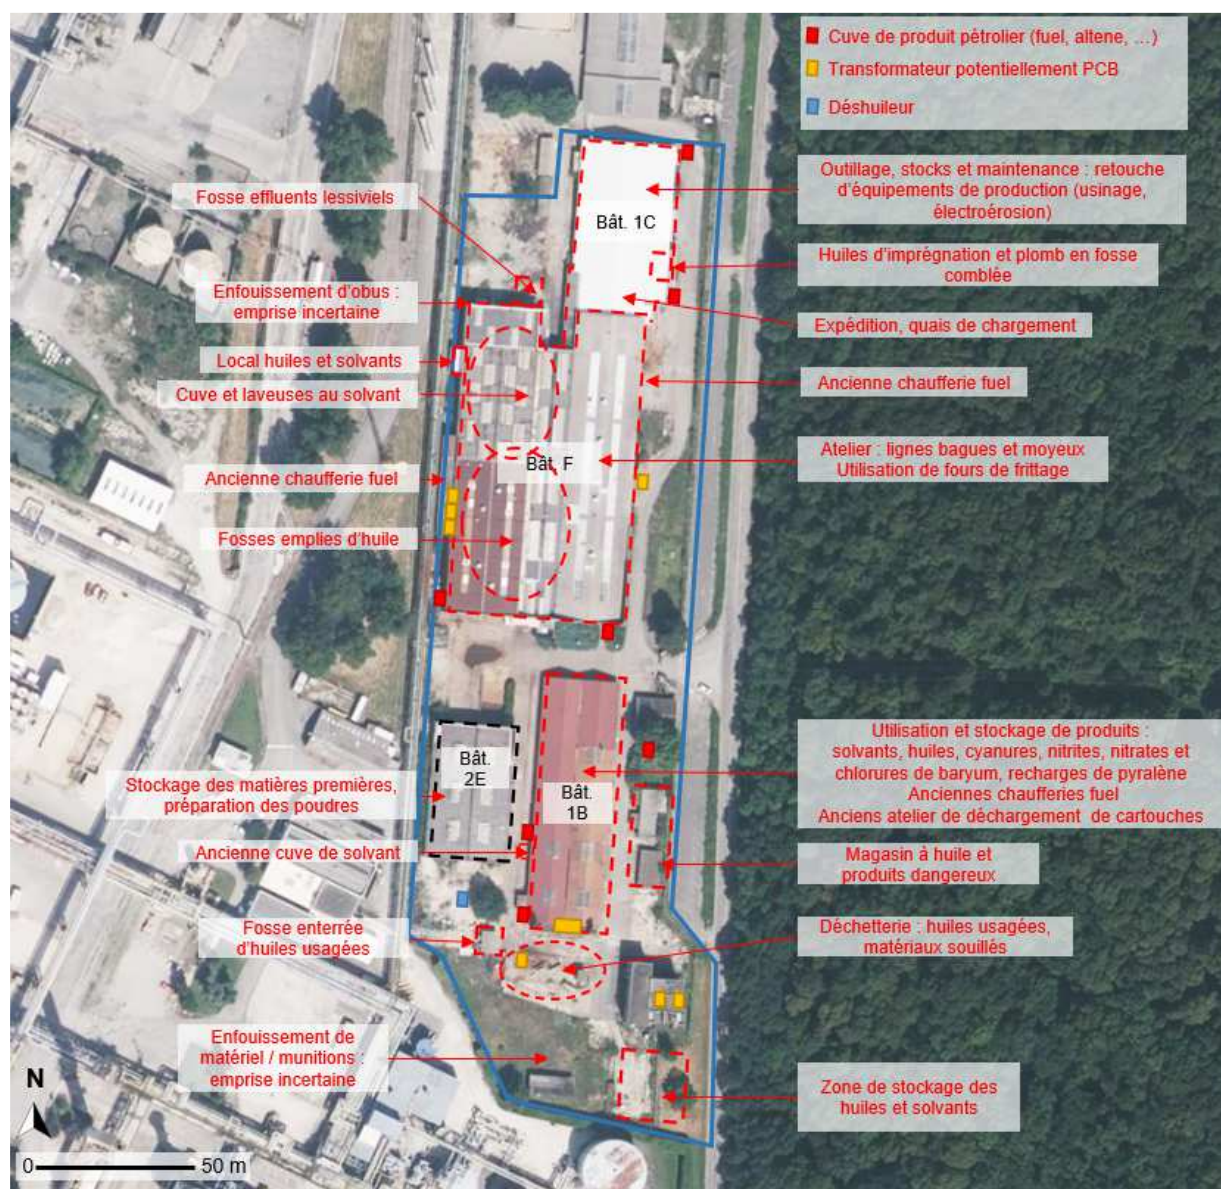 Cuve de produit pétrolier (fuel, altene, …)
Transformateur potentiellement PCB
Déshuileur
Outillage, stocks et maintenance : retouche
d'équipements de production (usinage,
électroérosion)
Fosse effluents lessiviels
Bât. 1C
Huiles d'imprégnation et plomb en fosse
comblée
Enfouissement d'obus :
emprise incertaine
Expédition, quais de chargement
Local huiles et solvants
Ancienne chaufferie fuel
Cuve et laveuses au solvant
Atelier : lignes bagues et moyeux
Utilisation de fours de frittage
Bât. F
Ancienne chaufferie fuel
Fosses emplies d'huile
Utilisation et stockage de produits :
solvants, huiles, cyanures, nitrites, nitrates et
chlorures de baryum, recharges de pyralène
Anciennes chaufferies fuel
Anciens atelier de déchargement de cartouches
Bât.
2E
Stockage des matières premières,
préparation des poudres
Bât.
1B
Ancienne cuve de solvant
Magasin à huile et
produits dangereux
Fosse enterrée
d'huiles usagées
Déchetterie : huiles usagées,
matériaux souillés
Enfouissement de
matériel / munitions :
emprise incertaine
Zone de stockage des
huiles et solvants
N
0 50 m